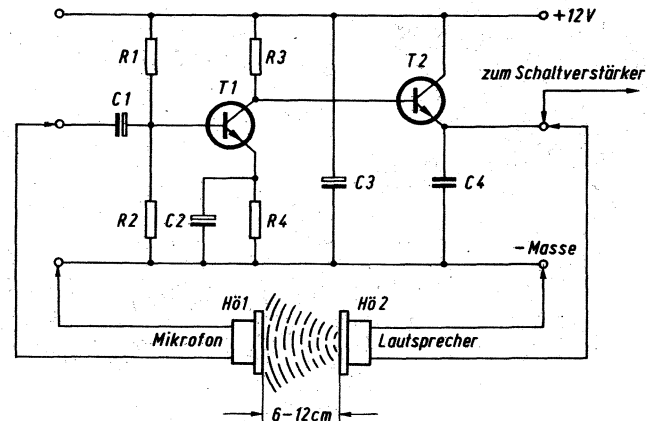 +12V
R1
R3
T1
T2
zum Schaltverstärker
C1
R2
C2
R4
C3
C4
-Masse
Hö1
Hö2
Mikrofon
Lautsprecher
6-12cm